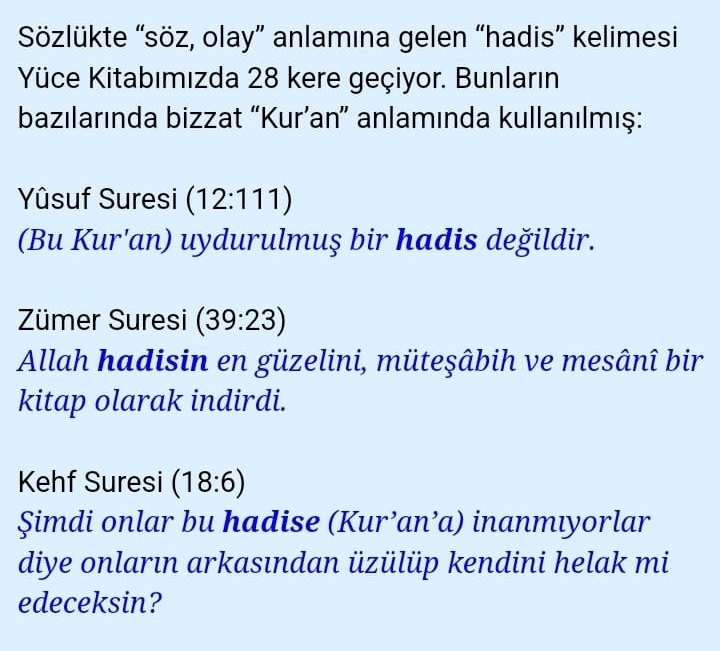 Sözlükte “söz, olay” anlamına gelen “hadis” kelimesi
Yüce Kitabımızda 28 kere geçiyor. Bunların
bazılarında bizzat “Kur’an” anlamında kullanılmış:
Yûsuf Suresi (12:111)
(Bu Kur'an) uydurulmuş bir hadis değildir.
Zümer Suresi (39:23)
Allah hadisin en güzelini, müteşâbih ve mesânî bir
kitap olarak indirdi.
Kehf Suresi (18:6)
Şimdi onlar bu hadise (Kur’an’a) inanmıyorlar
diye onların arkasından üzülüp kendini helak mi
edeceksin?